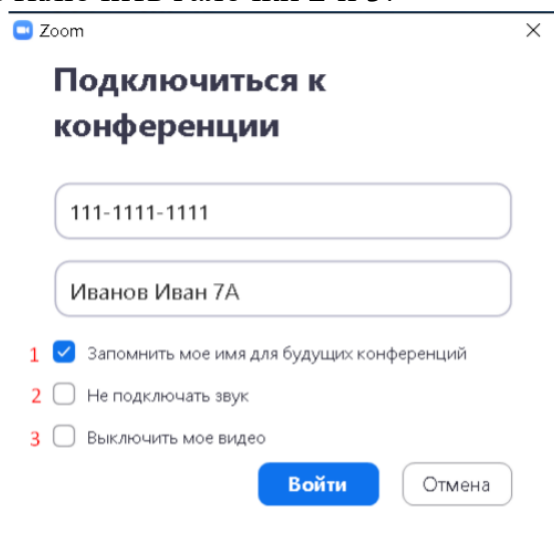 Zoom
Подключиться к
конференции
111-1111-1111
Иванов Иван 7А
1 Запомнить мое имя для будущих конференций
2 Не подключать звук
3 Выключить мое видео
Войти Отмена